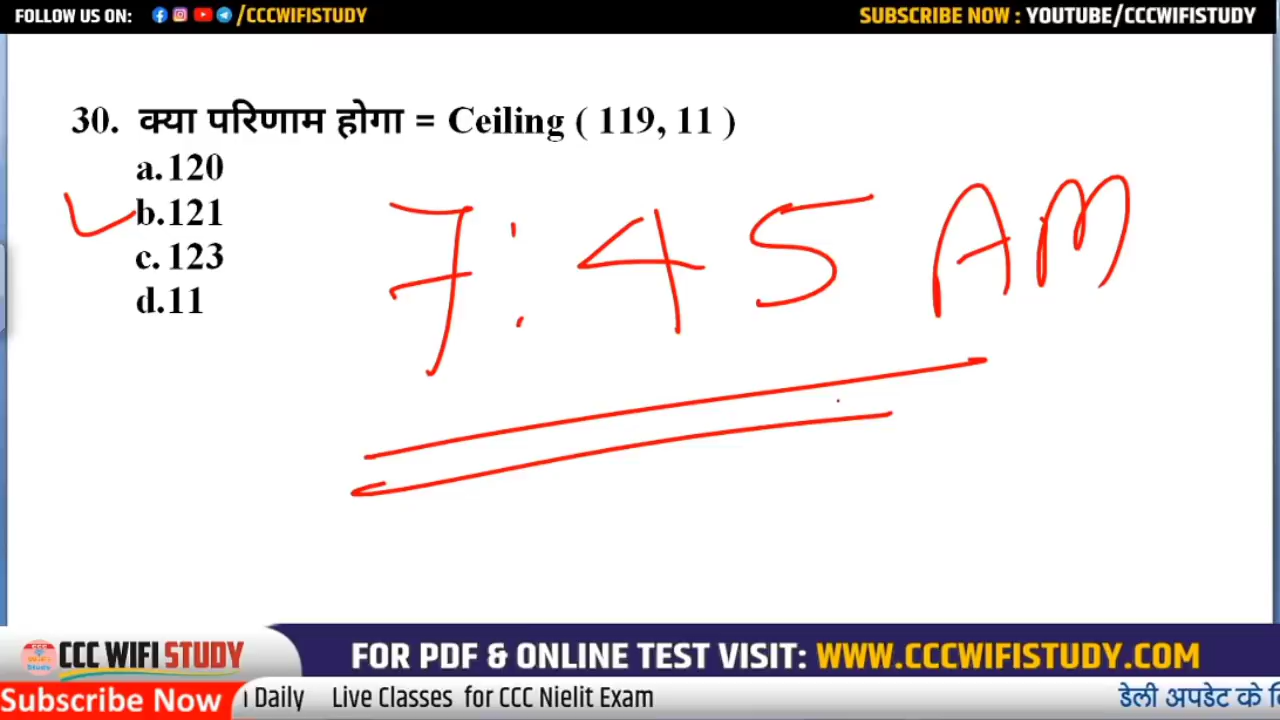 FOLLOW US ON: /CCCWIFISTUDY SUBSCRIBE NOW : YOUTUBE/CCCWIFISTUDY
30. क्या परिणाम होगा = Ceiling ( 119, 11 )
a. 120
b. 121
c. 123
d. 11
7:45 AM
CCC WIFI STUDY FOR PDF & ONLINE TEST VISIT: WWW.CCCWIFISTUDY.COM
Subscribe Now Daily Live Classes for CCC Nielit Exam डेली अपडेट के